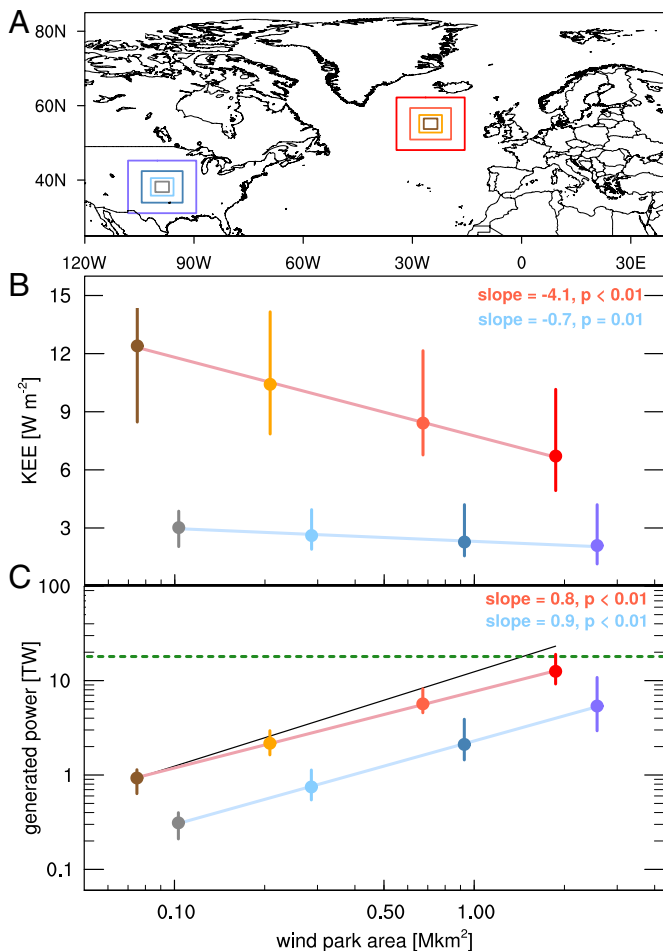 A
80N
60N
40N
120W 90W 60W 30W 0 30E
B
15
12
9
6
3
KEE [W m-2]
slope = -4.1, p < 0.01
slope = -0.7, p = 0.01
C
100
10
1
0.1
generated power [TW]
slope = 0.8, p < 0.01
slope = 0.9, p < 0.01
0.10 0.50 1.00
wind park area [Mkm²]